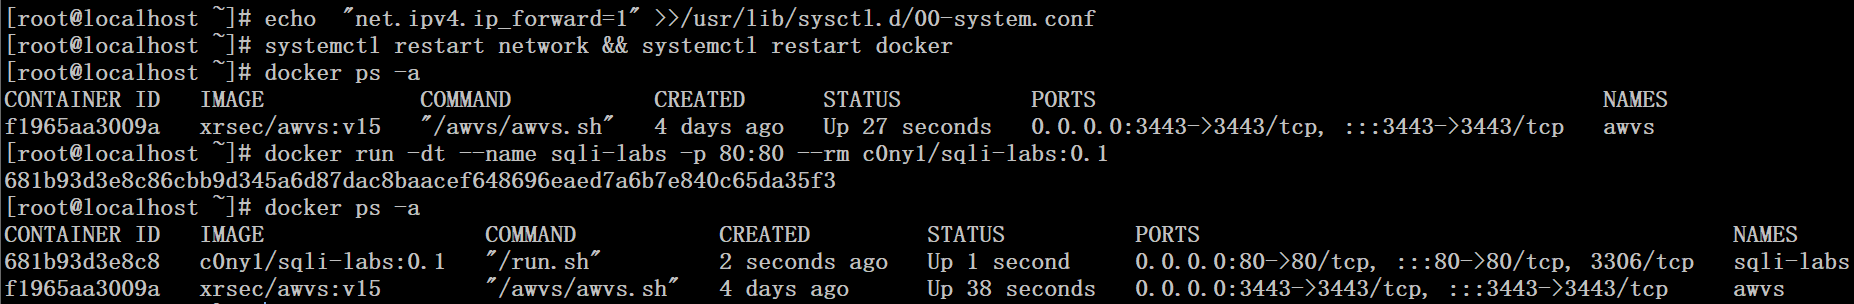 [root@localhost ~]# echo  "net.ipv4.ip_forward=1" >>/usr/lib/sysctl.d/00-system.conf
[root@localhost ~]# systemctl restart network && systemctl restart docker
[root@localhost ~]# docker ps -a
CONTAINER ID   IMAGE            COMMAND           CREATED      STATUS          PORTS                                       NAMES
f1965aa3009a   xrsec/awvs:v15   "/awvs/awvs.sh"   4 days ago   Up 27 seconds   0.0.0.0:3443->3443/tcp, :::3443->3443/tcp   awvs
[root@localhost ~]# docker run -dt --name sqli-labs -p 80:80 --rm c0ny1/sqli-labs:0.1
681b93d3e8c86cbb9d345a6d87dac8baacef648696eaed7a6b7e840c65da35f3
[root@localhost ~]# docker ps -a
CONTAINER ID   IMAGE                 COMMAND           CREATED         STATUS          PORTS                                         NAMES
681b93d3e8c8   c0ny1/sqli-labs:0.1   "/run.sh"         2 seconds ago   Up 1 second     0.0.0.0:80->80/tcp, :::80->80/tcp, 3306/tcp   sqli-labs
f1965aa3009a   xrsec/awvs:v15        "/awvs/awvs.sh"   4 days ago      Up 38 seconds   0.0.0.0:3443->3443/tcp, :::3443->3443/tcp     awvs